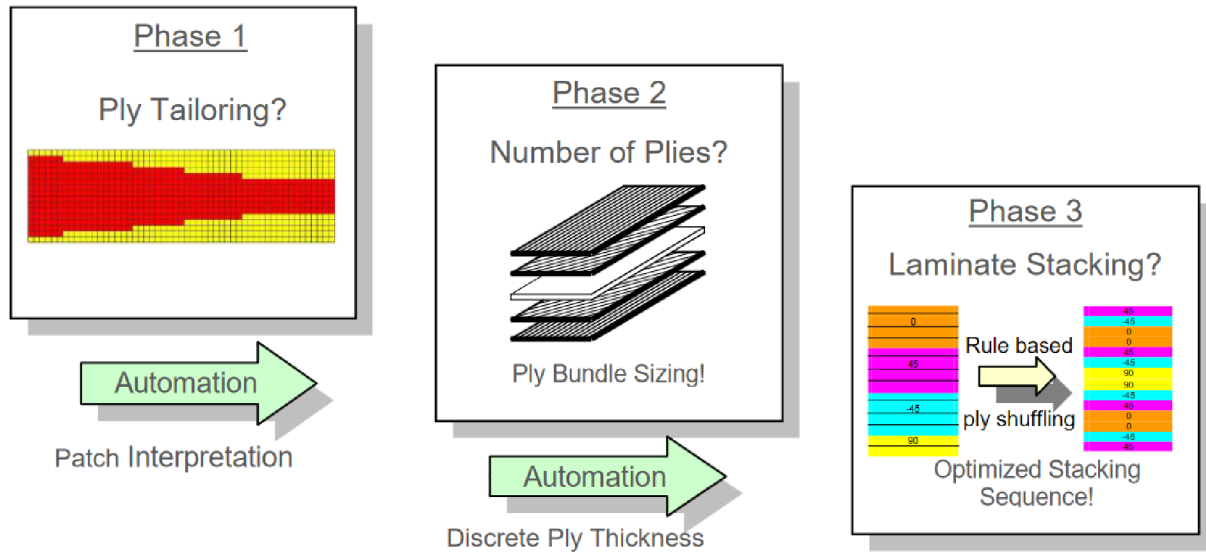 Phase 1
Ply Tailoring?
Automation
Patch Interpretation
Phase 2
Number of Plies?
Ply Bundle Sizing!
Automation
Discrete Ply Thickness
Phase 3
Laminate Stacking?
0
45
-45
90
Rule based
ply shuffling
45
-45
0
0
45
-45
90
90
-45
45
0
0
-45
45
Optimized Stacking
Sequence!